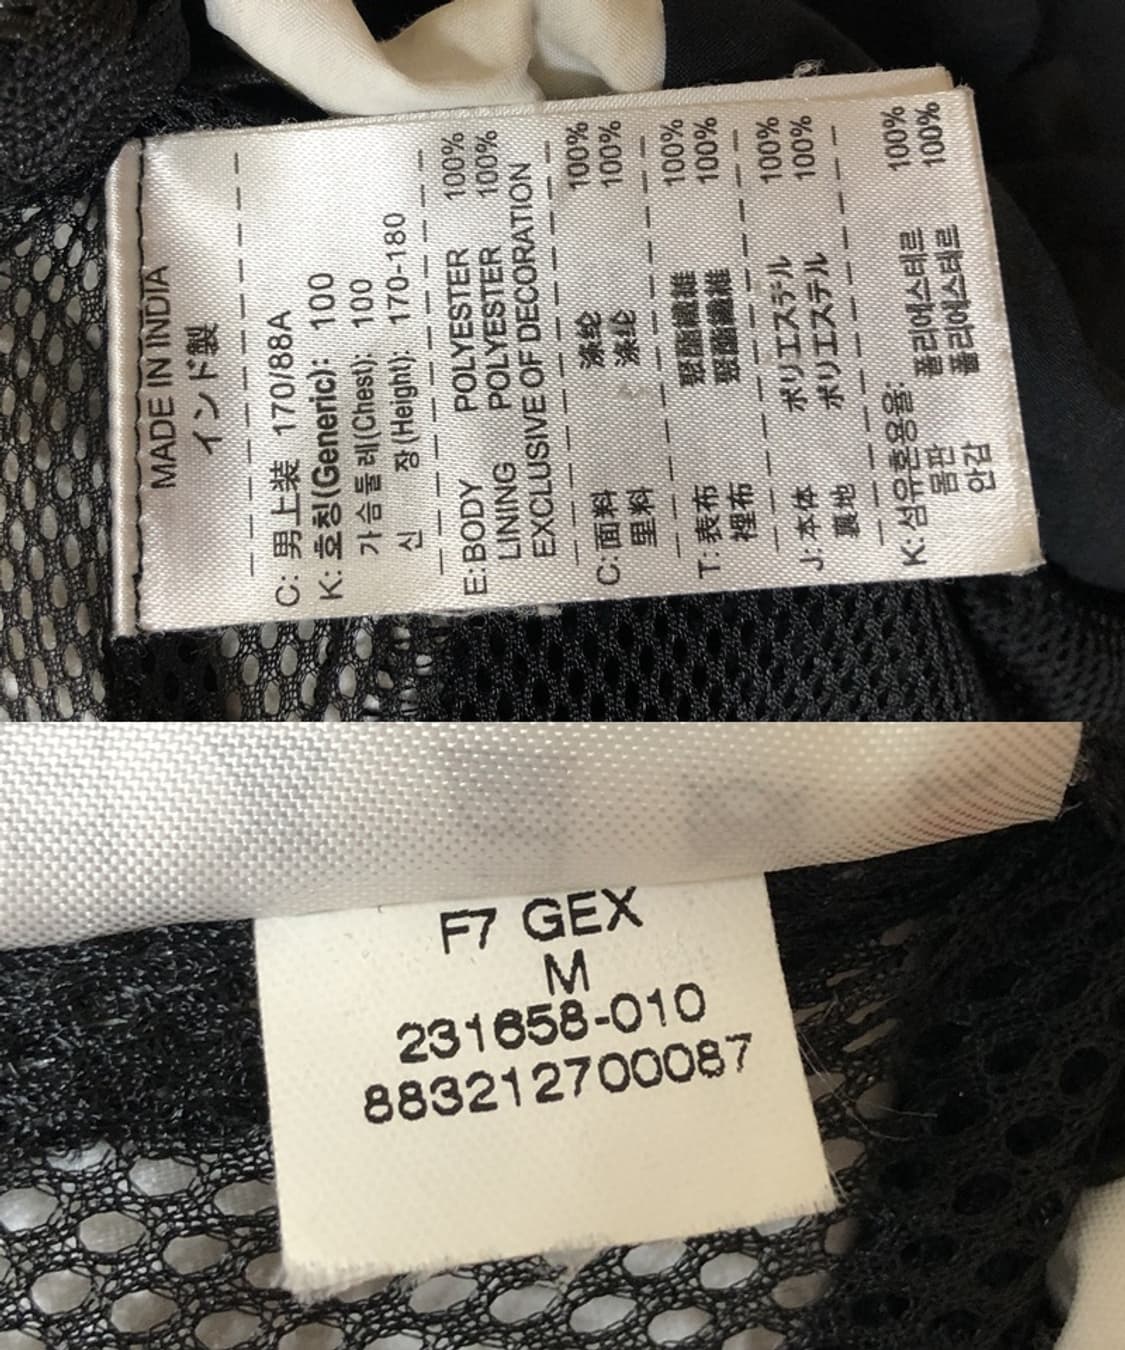 MADE IN INDIA
インド製
C: 男上装 170/88A
K: 호칭(Generic): 100
가슴둘레(Chest): 100
신 장(Height): 170-180
E: BODY POLYESTER 100%
LINING POLYESTER 100%
EXCLUSIVE OF DECORATION
C: 面料 涤纶 100%
里料 涤纶 100%
T: 表布 聚酯纖維 100%
裡布 聚酯纖維 100%
J: 本体 ポリエステル 100%
裏地 ポリエステル 100%
K: 섬유혼용율:
몸판 폴리에스테르 100%
안감 폴리에스테르 100%
F7 GEX
M
231658-010
883212700087